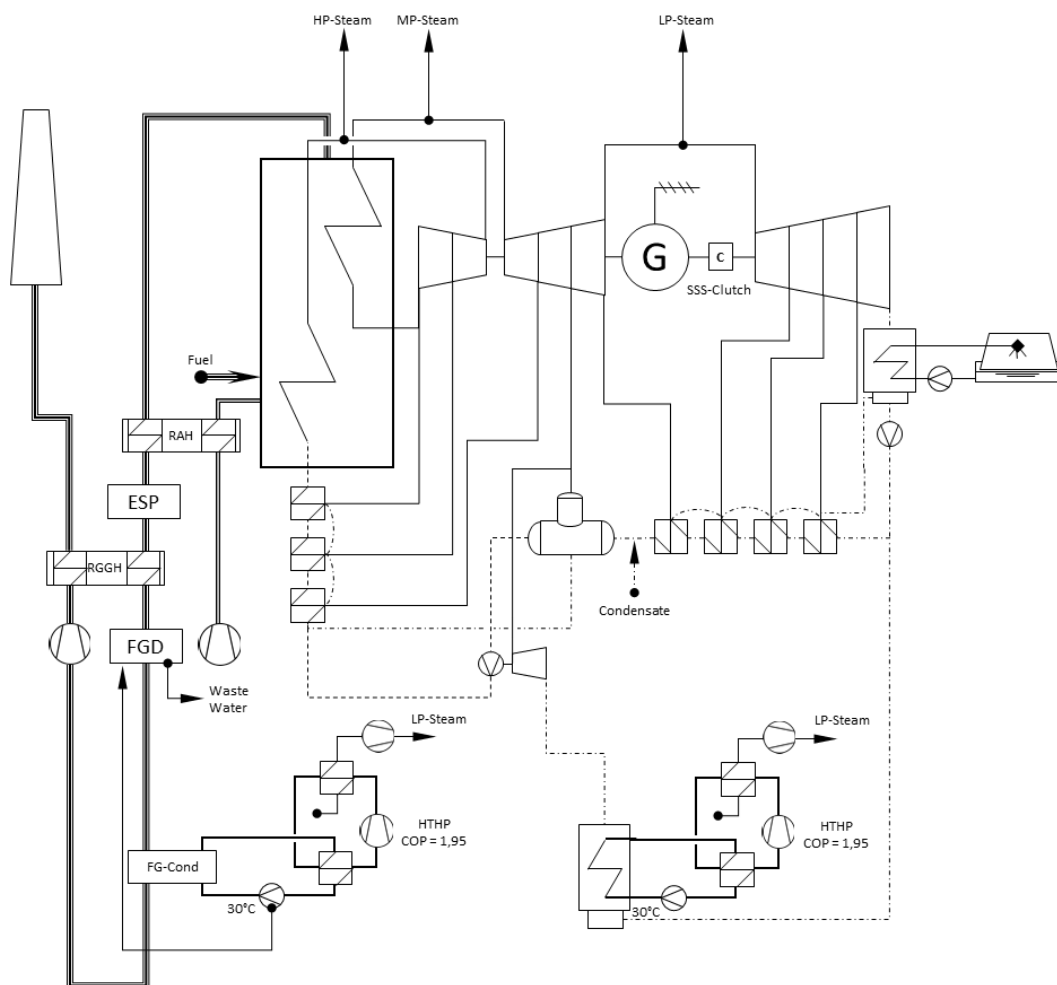 HP-Steam
MP-Steam
LP-Steam
G
C
SSS-Clutch
Fuel
RAH
ESP
RGGH
FGD
Waste
Water
Condensate
LP-Steam
HTHP
COP = 1,95
FG-Cond
30°C
LP-Steam
HTHP
COP = 1,95
30°C